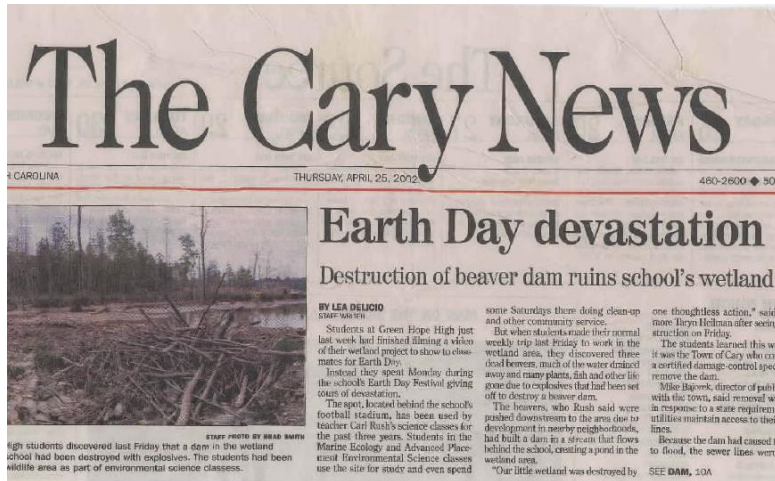 The Cary News
CAROLINA
THURSDAY, APRIL 25, 2002
460-2600 ◆ 50
Earth Day devastation
Destruction of beaver dam ruins school's wetland
BY LEA DELICIO
STAFF WRITER
Students at Green Hope High just
last week had finished filming a video
of their wetland project to show to class-
mates for Earth Day.
Instead they spent Monday during
the school's Earth Day Festival giving
tours of devastation.
The spot, located behind the school's
football stadium, has been used by
teacher Carl Rush's science classes for
the past three years. Students in the
Marine Ecology and Advanced Place-
ment Environmental Science classes
use the site for study and even spend
some Saturdays there doing clean-up
and other community service.
But when students made their normal
weekly trip last Friday to work in the
wetland area, they discovered three
dead beavers, much of the water drained
away and many plants, fish and other life
gone due to explosives that had been set
off to destroy a beaver dam.
The beavers, who Rush said were
pushed downstream to the area due to
development in nearby neighborhoods,
had built a dam in a stream that flows
behind the school, creating a pond in the
wetland area.
"Our little wetland was destroyed by
one thoughtless action," said
more Taryn Heilman after seein
struction on Friday.
The students learned this w
it was the Town of Cary who co
a certified damage-control spec
remove the dam.
Mike Bajorek, director of publ
with the town, said removal w
in response to a state requirem
utilities maintain access to thei
lines.
Because the dam had caused
to flood, the sewer lines wer
SEE DAM, 10A
STAFF PHOTO BY BRAD SMITH
High students discovered last Friday that a dam in the wetland
school had been destroyed with explosives. The students had been
wildlife area as part of environmental science classess.